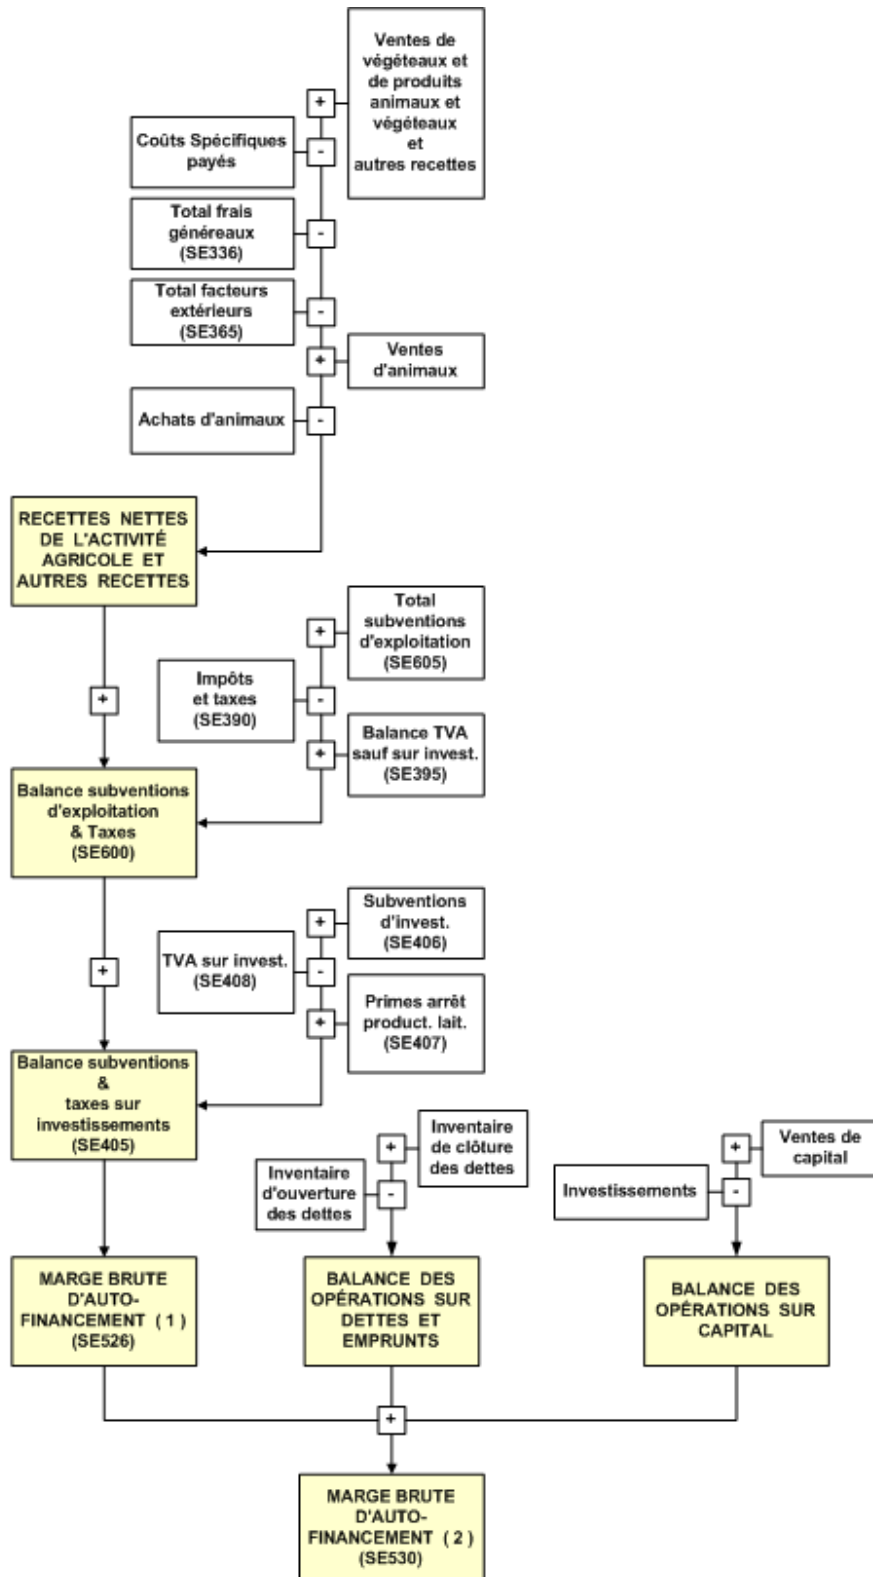 Ventes de
végéteaux et
de produits
animaux et
végéteaux
et
autres recettes
+
Coûts Spécifiques
payés
-
Total frais
généreaux
(SE336)
-
Total facteurs
extérieurs
(SE365)
-
+
Ventes
d'animaux
Achats d'animaux
-
RECETTES NETTES
DE L'ACTIVITÉ
AGRICOLE ET
AUTRES RECETTES
+
Total
subventions
d'exploitation
(SE605)
+
Impôts
et taxes
(SE390)
-
+
Balance TVA
sauf sur invest.
(SE395)
Balance subventions
d'exploitation
& Taxes
(SE600)
+
Subventions
d'invest.
(SE406)
+
TVA sur invest.
(SE408)
-
+
Primes arrêt
product. lait.
(SE407)
Balance subventions
&
taxes sur
investissements
(SE405)
+
Inventaire
de clôture
des dettes
Inventaire
d'ouverture
des dettes
-
+
Ventes de
capital
Investissements
-
MARGE BRUTE
D'AUTO-
FINANCEMENT ( 1 )
(SE526)
BALANCE DES
OPÉRATIONS SUR
DETTES ET
EMPRUNTS
BALANCE DES
OPÉRATIONS SUR
CAPITAL
+
MARGE BRUTE
D'AUTO-
FINANCEMENT ( 2 )
(SE530)